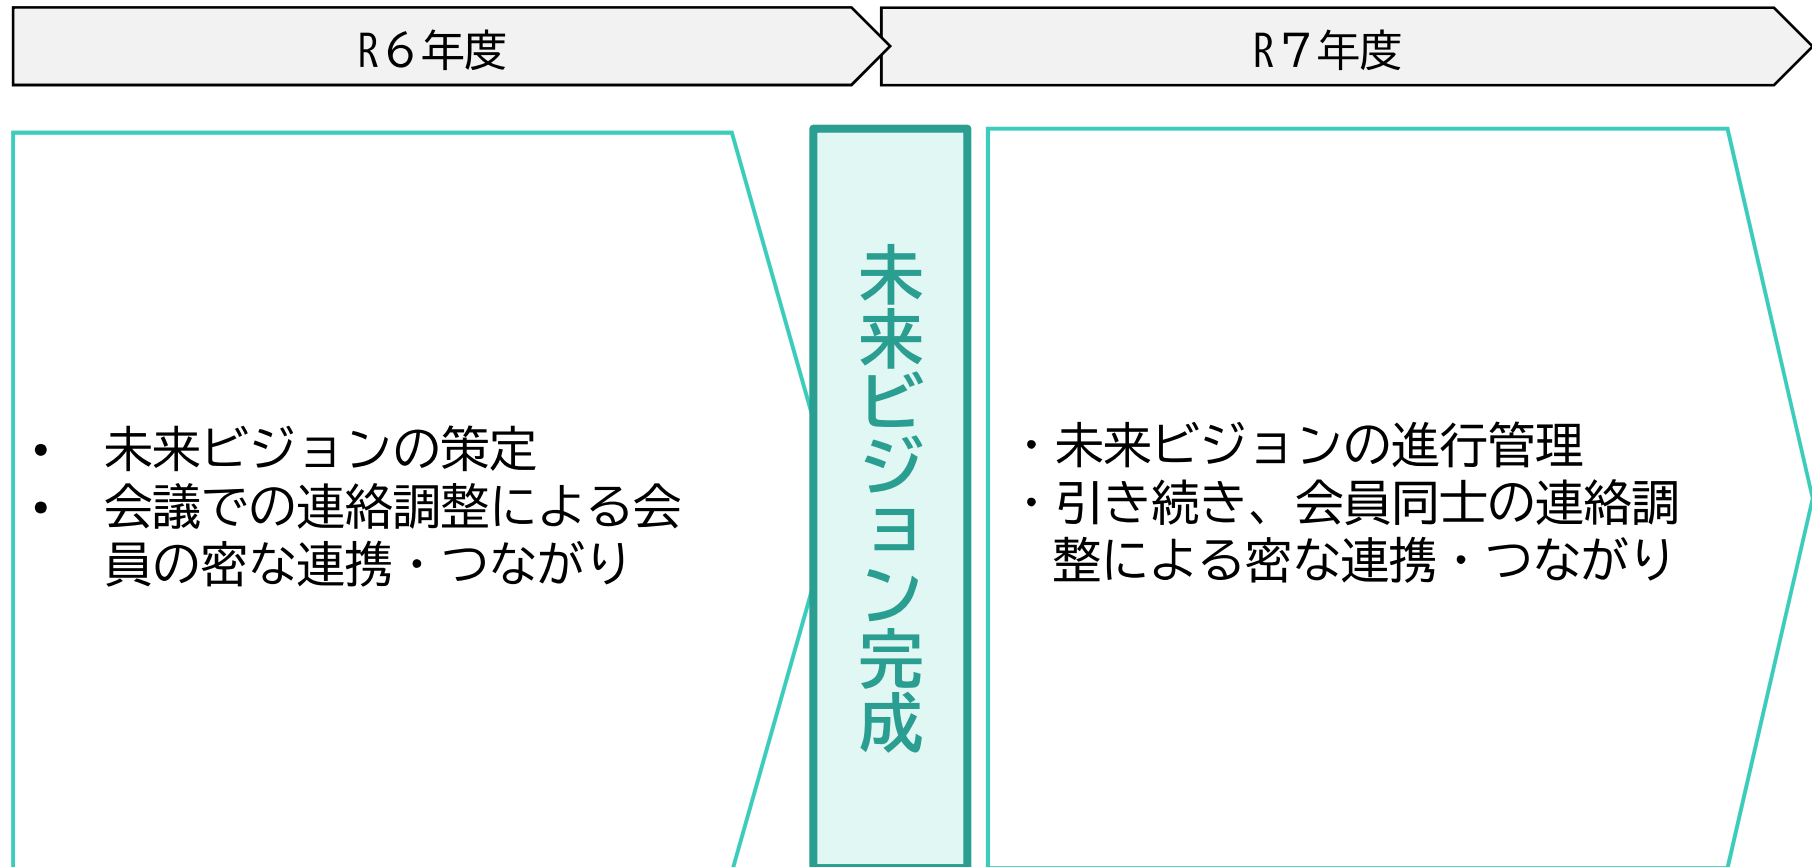 R６年度
R７年度
• 未来ビジョンの策定
• 会議での連絡調整による会
員の密な連携・つながり
未来ビジョン完成
・未来ビジョンの進行管理
・引き続き、会員同士の連絡調
整による密な連携・つながり